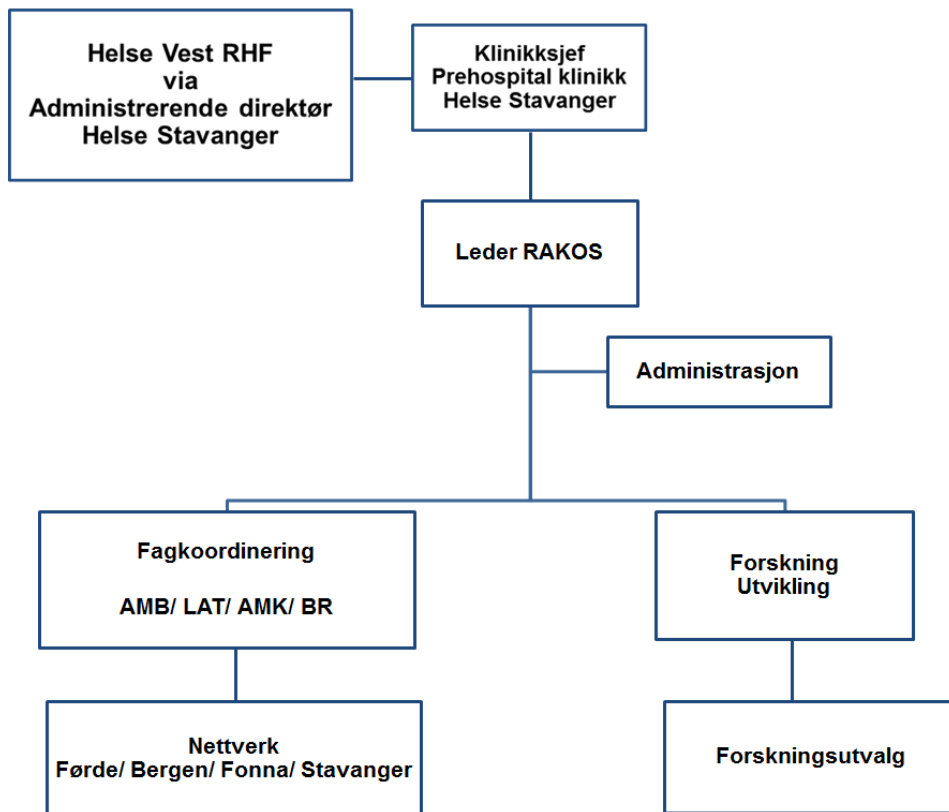 Helse Vest RHF
via
Administrerende direktør
Helse Stavanger
Klinikksjef
Prehospital klinikk
Helse Stavanger
Leder RAKOS
Administrasjon
Fagkoordinering
AMB/ LAT/ AMK/ BR
Forskning
Utvikling
Nettverk
Førde/ Bergen/ Fonna/ Stavanger
Forskningsutvalg